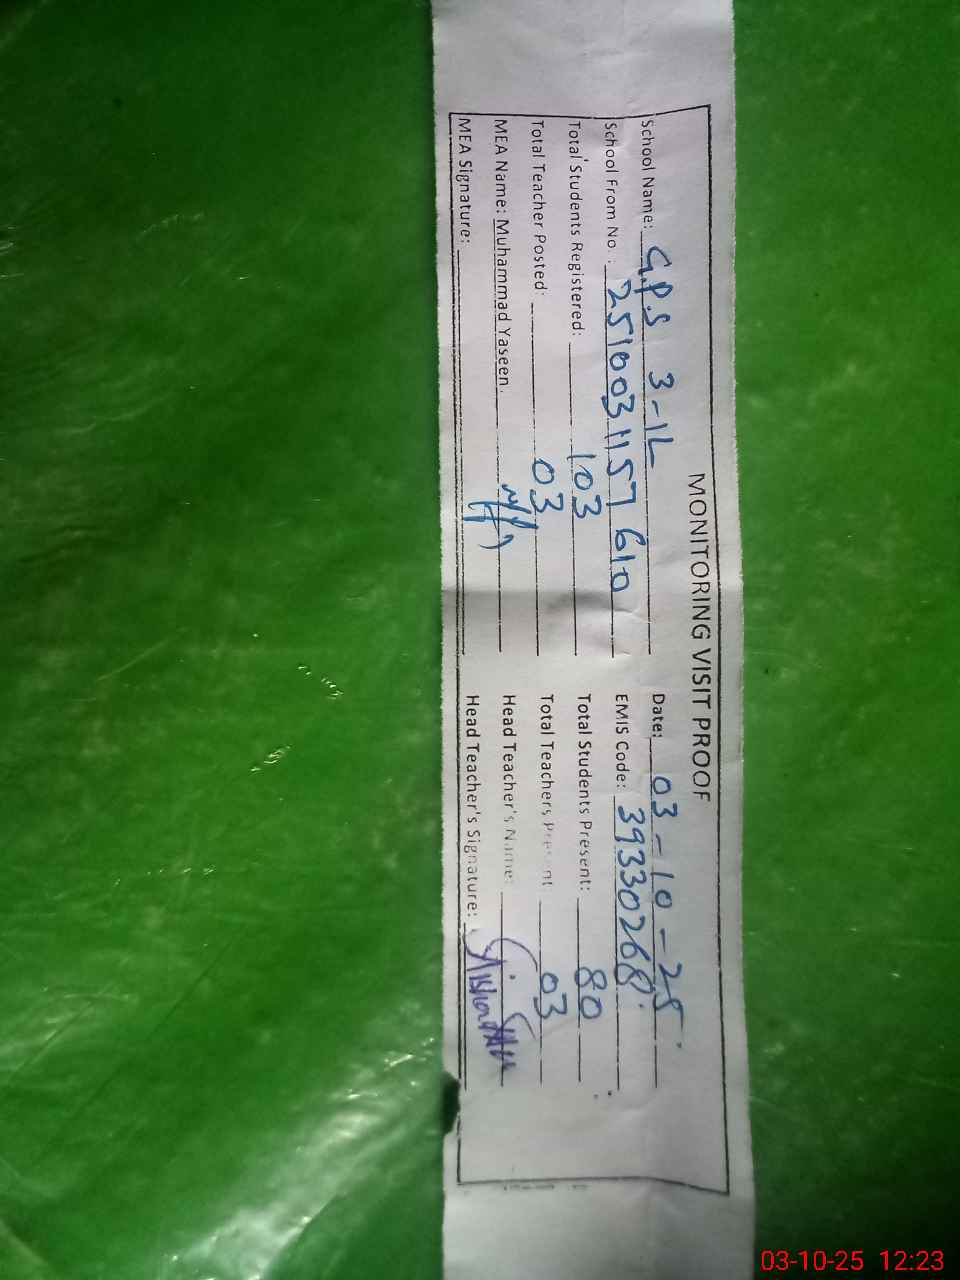 MONITORING VISIT PROOF
School Name: G.P.S 3-1L Date: 03-10-25
School From No.: 2510031157610 EMIS Code: 39330268
Total Students Registered: 103 Total Students Present: 80
Total Teacher Posted: 03 Total Teachers Present: 03
MEA Name: Muhammad Yaseen. Head Teacher's Name:
MEA Signature: Head Teacher's Signature:
03-10-25 12:23